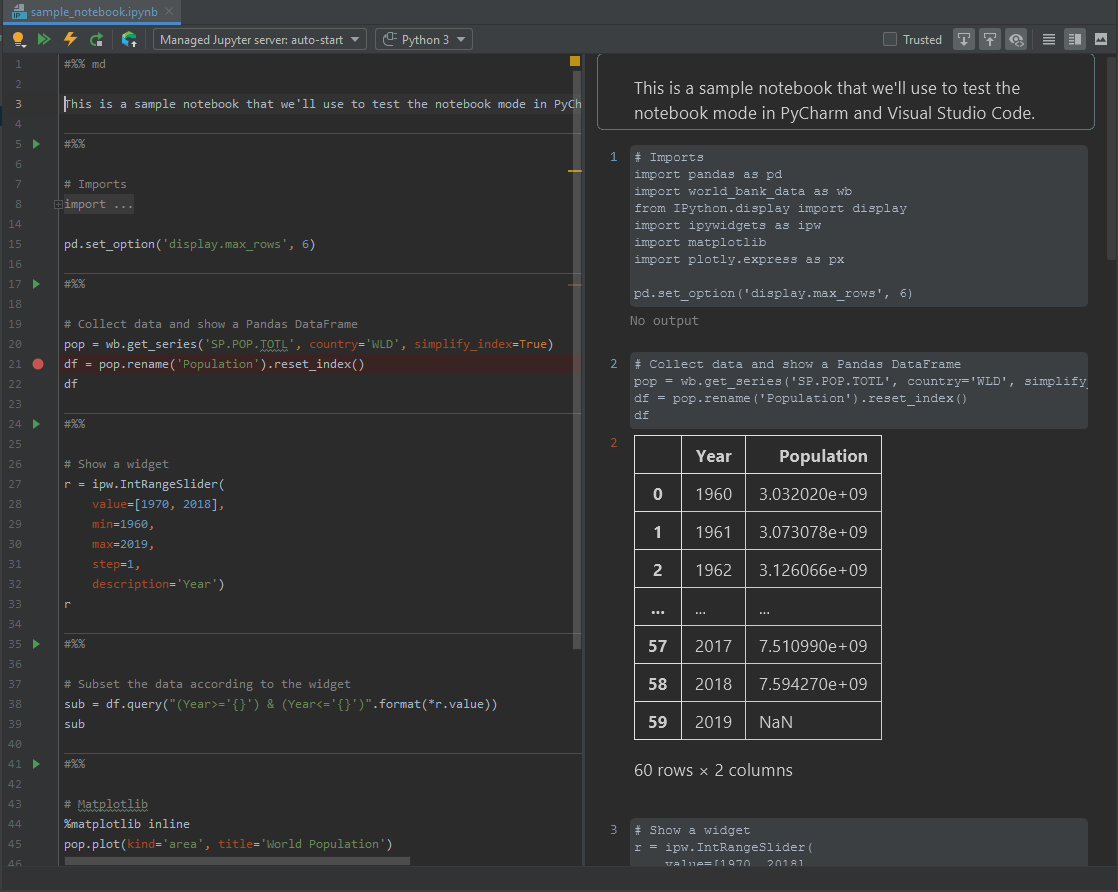 sample_notebook.ipynb
Managed Jupyter server: auto-start
Python 3
Trusted
1 #%% md
2
3 This is a sample notebook that we'll use to test the notebook mode in PyCh
4
5 #%%
6
7 # Imports
8 import ...
14
15 pd.set_option('display.max_rows', 6)
16
17 #%%
18
19 # Collect data and show a Pandas DataFrame
20 pop = wb.get_series('SP.POP.TOTL', country='WLD', simplify_index=True)
21 df = pop.rename('Population').reset_index()
22 df
23
24 #%%
25
26 # Show a widget
27 r = ipw.IntRangeSlider(
28 value=[1970, 2018],
29 min=1960,
30 max=2019,
31 step=1,
32 description='Year')
33 r
34
35 #%%
36
37 # Subset the data according to the widget
38 sub = df.query("(Year>='{}') & (Year<='{}')".format(*r.value))
39 sub
40
41 #%%
42
43 # Matplotlib
44 %matplotlib inline
45 pop.plot(kind='area', title='World Population')
46
This is a sample notebook that we'll use to test the
notebook mode in PyCharm and Visual Studio Code.
1 # Imports
import pandas as pd
import world_bank_data as wb
from IPython.display import display
import ipywidgets as ipw
import matplotlib
import plotly.express as px
pd.set_option('display.max_rows', 6)
No output
2 # Collect data and show a Pandas DataFrame
pop = wb.get_series('SP.POP.TOTL', country='WLD', simplify_
df = pop.rename('Population').reset_index()
df
2
Year Population
0 1960 3.032020e+09
1 1961 3.073078e+09
2 1962 3.126066e+09
... ... ...
57 2017 7.510990e+09
58 2018 7.594270e+09
59 2019 NaN
60 rows × 2 columns
3 # Show a widget
r = ipw.IntRangeSlider(
value=[1970, 2018]